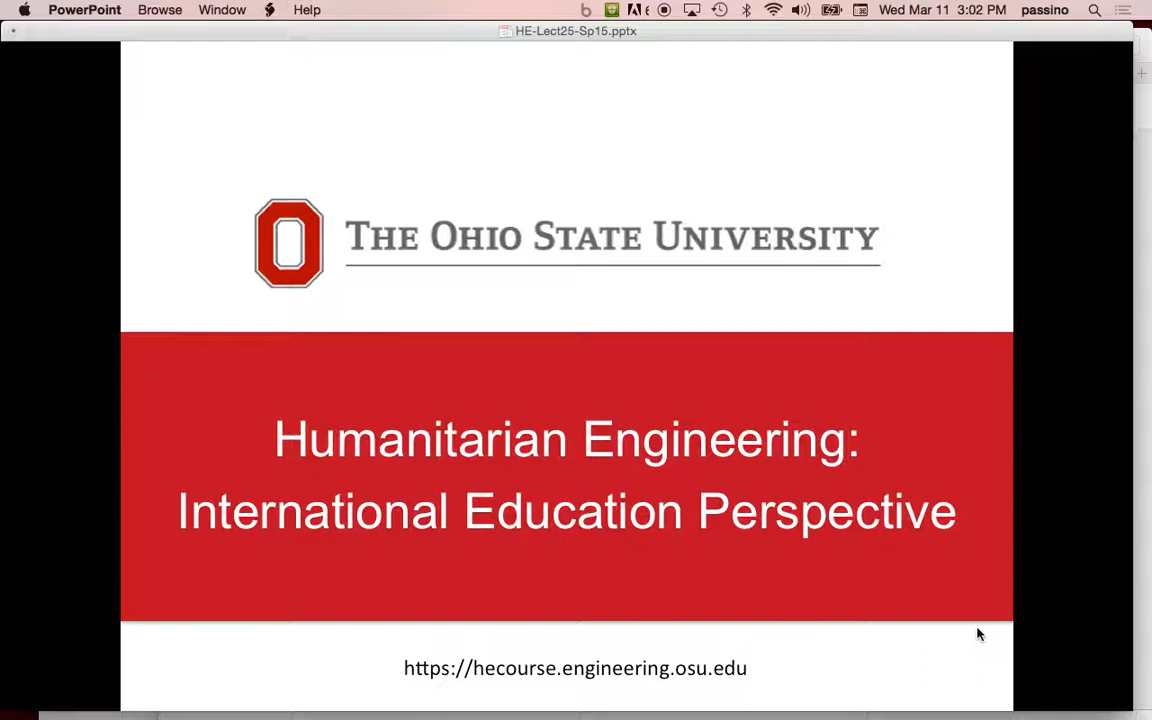 PowerPoint Browse Window Help 6 Wed Mar 11 3:02 PM passino
HE-Lect25-Sp15.pptx
THE OHIO STATE UNIVERSITY
Humanitarian Engineering:
International Education Perspective
https://hecourse.engineering.osu.edu